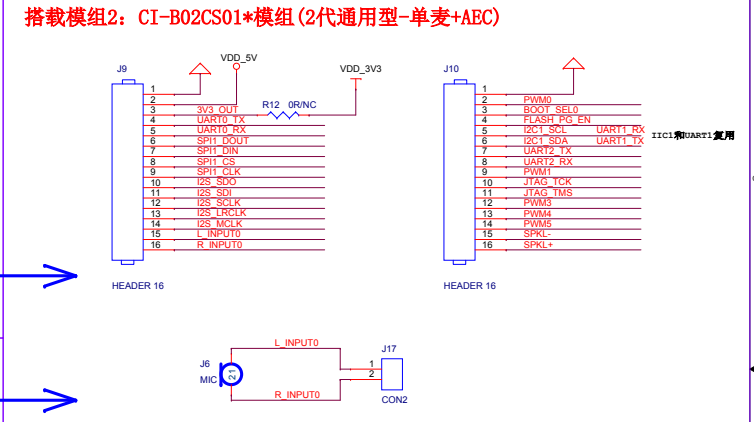 搭载模组2: CI-B02CS01*模组(2代通用型-单麦+AEC)
J9
VDD_5V
VDD_3V3
1
2
3 3V3_OUT R12 0R/NC
4 UART0_TX
5 UART0_RX
6 SPI1_DOUT
7 SPI1_DIN
8 SPI1_CS
9 SPI1_CLK
10 I2S_SDO
11 I2S_SDI
12 I2S_SCLK
13 I2S_LRCLK
14 I2S_MCLK
15 L_INPUT0
16 R_INPUT0
HEADER 16
J10
1
2 PWM0
3 BOOT_SEL0
4 FLASH_PG_EN
5 I2C1_SCL UART1_RX
6 I2C1_SDA UART1_TX
IIC1和UART1复用
7 UART2_TX
8 UART2_RX
9 PWM1
10 JTAG_TCK
11 JTAG_TMS
12 PWM3
13 PWM4
14 PWM5
15 SPKL-
16 SPKL+
HEADER 16
L_INPUT0
J6
MIC
2 1
R_INPUT0
J17
1
2
CON2